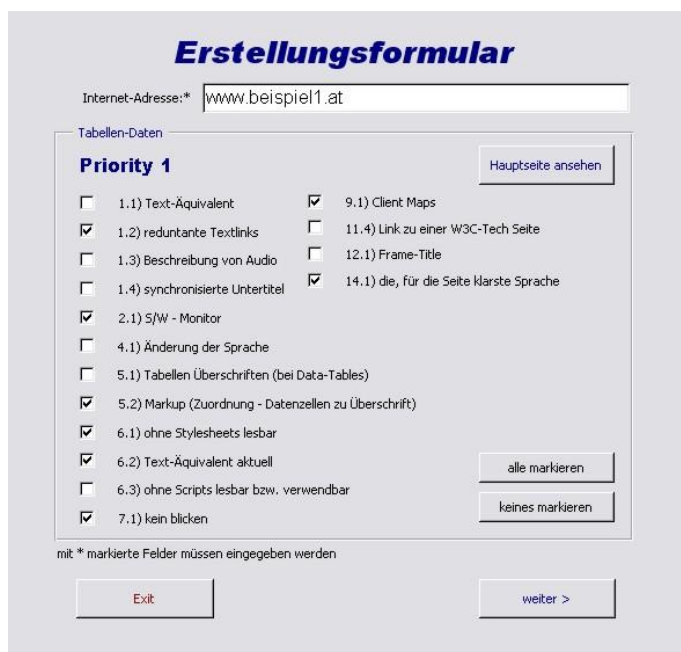 Erstellungsformular
Internet-Adresse:* www.beispiel1.at
Tabellen-Daten
Priority 1
Hauptseite ansehen
1.1) Text-Äquivalent
1.2) reduntante Textlinks
1.3) Beschreibung von Audio
1.4) synchronisierte Untertitel
2.1) S/W - Monitor
4.1) Änderung der Sprache
5.1) Tabellen Überschriften (bei Data-Tables)
5.2) Markup (Zuordnung - Datenzellen zu Überschrift)
6.1) ohne Stylesheets lesbar
6.2) Text-Äquivalent aktuell
6.3) ohne Scripts lesbar bzw. verwendbar
7.1) kein blicken
9.1) Client Maps
11.4) Link zu einer W3C-Tech Seite
12.1) Frame-Title
14.1) die, für die Seite klarste Sprache
alle markieren
keines markieren
mit * markierte Felder müssen eingegeben werden
Exit
weiter >